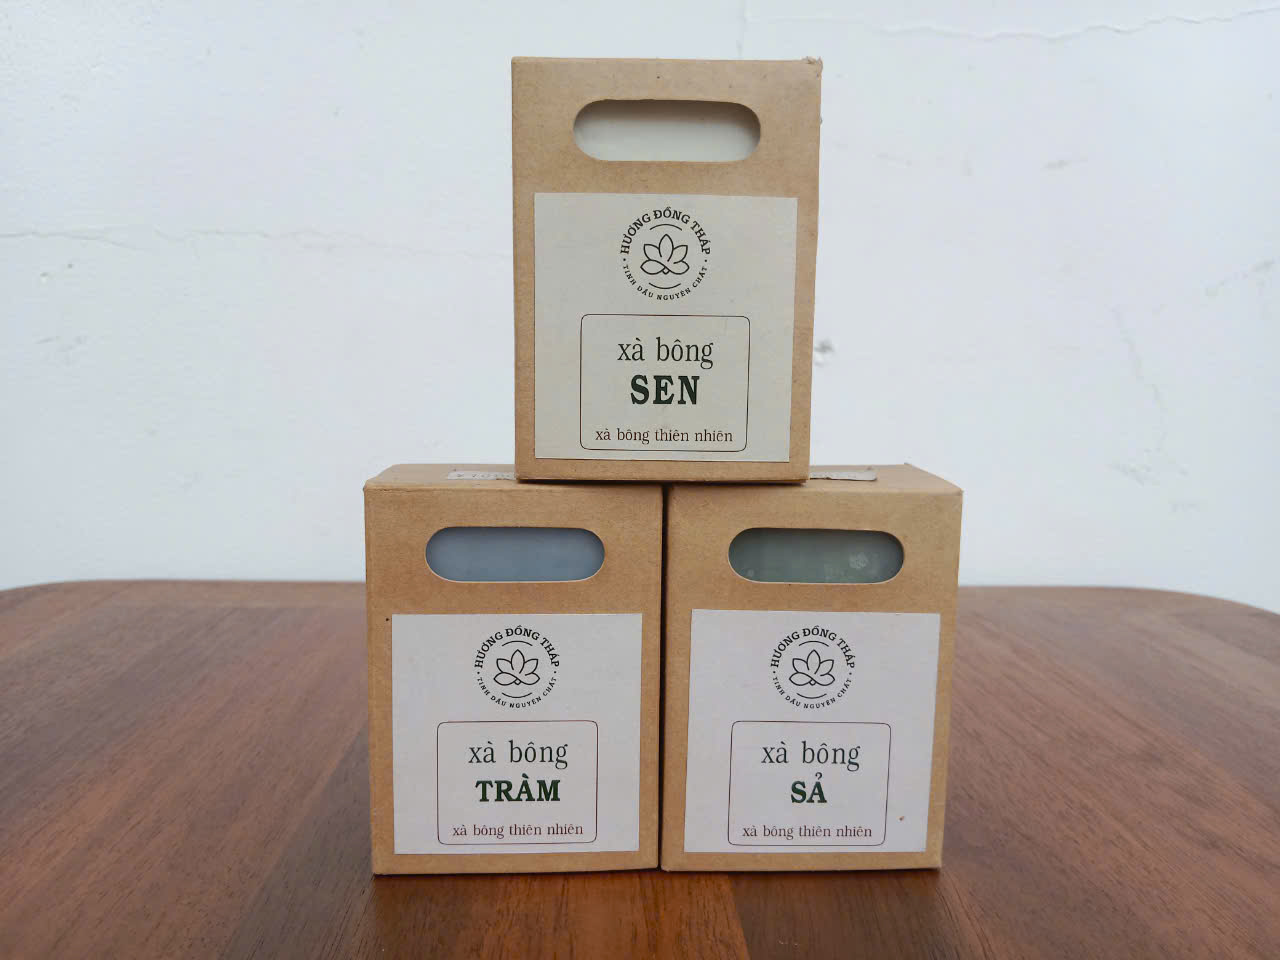 HƯƠNG ĐỒNG THÁP
TINH DẦU NGUYÊN CHẤT
xà bông
SEN
xà bông thiên nhiên
HƯƠNG ĐỒNG THÁP
TINH DẦU NGUYÊN CHẤT
xà bông
TRÀM
xà bông thiên nhiên
HƯƠNG ĐỒNG THÁP
TINH DẦU NGUYÊN CHẤT
xà bông
SẢ
xà bông thiên nhiên